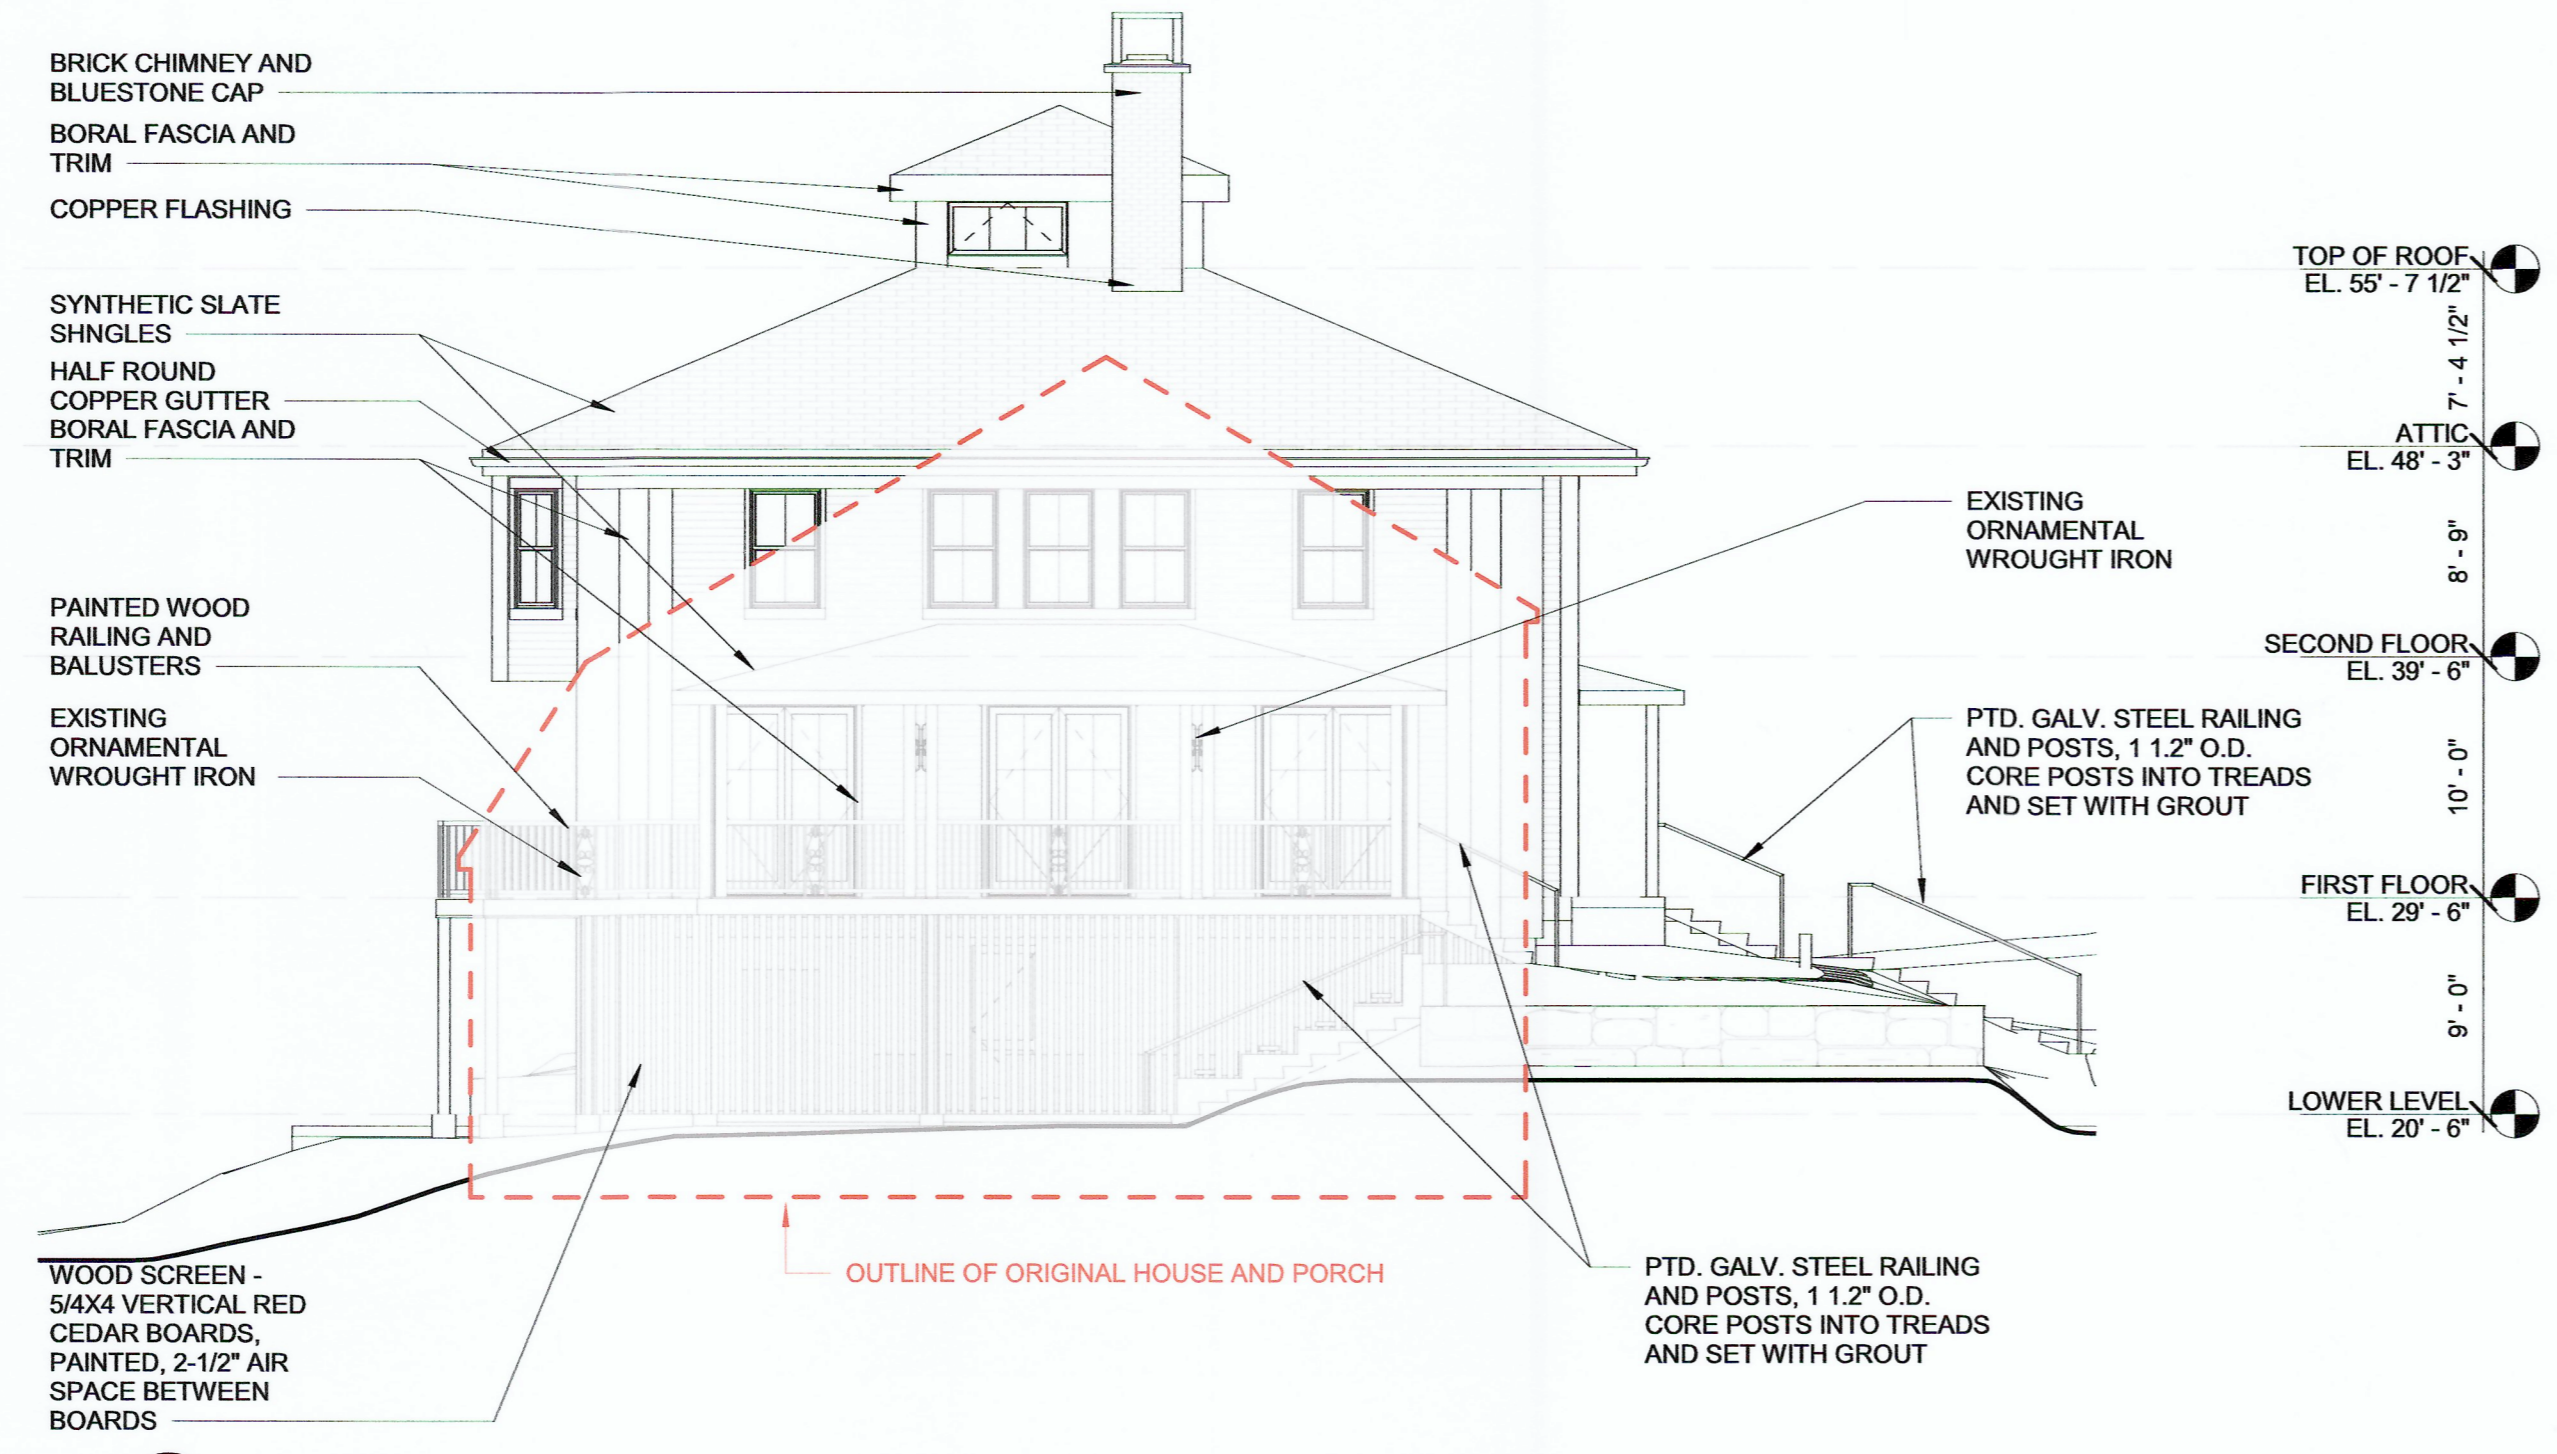 BRICK CHIMNEY AND
BLUESTONE CAP
BORAL FASCIA AND
TRIM
COPPER FLASHING
SYNTHETIC SLATE
SHNGLES
HALF ROUND
COPPER GUTTER
BORAL FASCIA AND
TRIM
PAINTED WOOD
RAILING AND
BALUSTERS
EXISTING
ORNAMENTAL
WROUGHT IRON
WOOD SCREEN -
5/4X4 VERTICAL RED
CEDAR BOARDS,
PAINTED, 2-1/2" AIR
SPACE BETWEEN
BOARDS
OUTLINE OF ORIGINAL HOUSE AND PORCH
EXISTING
ORNAMENTAL
WROUGHT IRON
PTD. GALV. STEEL RAILING
AND POSTS, 1 1.2" O.D.
CORE POSTS INTO TREADS
AND SET WITH GROUT
PTD. GALV. STEEL RAILING
AND POSTS, 1 1.2" O.D.
CORE POSTS INTO TREADS
AND SET WITH GROUT
TOP OF ROOF
EL. 55' - 7 1/2"
7' - 4 1/2"
ATTIC
EL. 48' - 3"
8' - 9"
SECOND FLOOR
EL. 39' - 6"
10' - 0"
FIRST FLOOR
EL. 29' - 6"
9' - 0"
LOWER LEVEL
EL. 20' - 6"